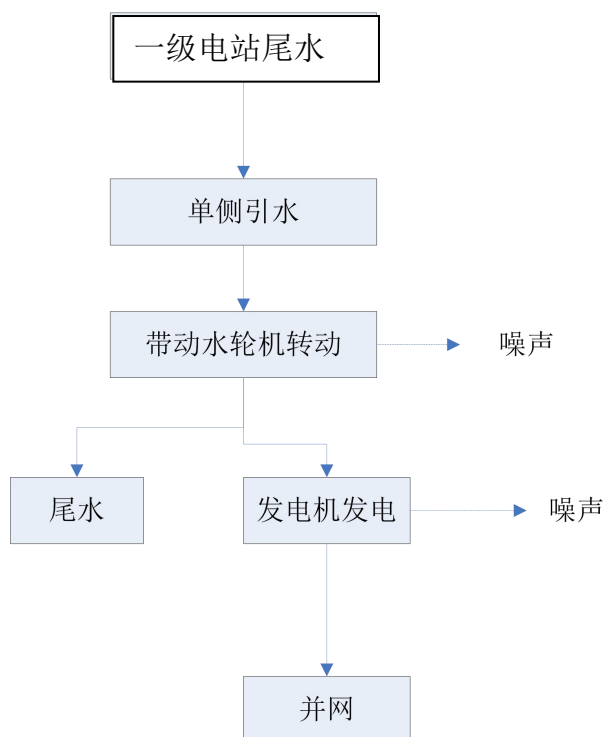 一级电站尾水
单侧引水
带动水轮机转动
噪声
尾水
发电机发电
噪声
并网